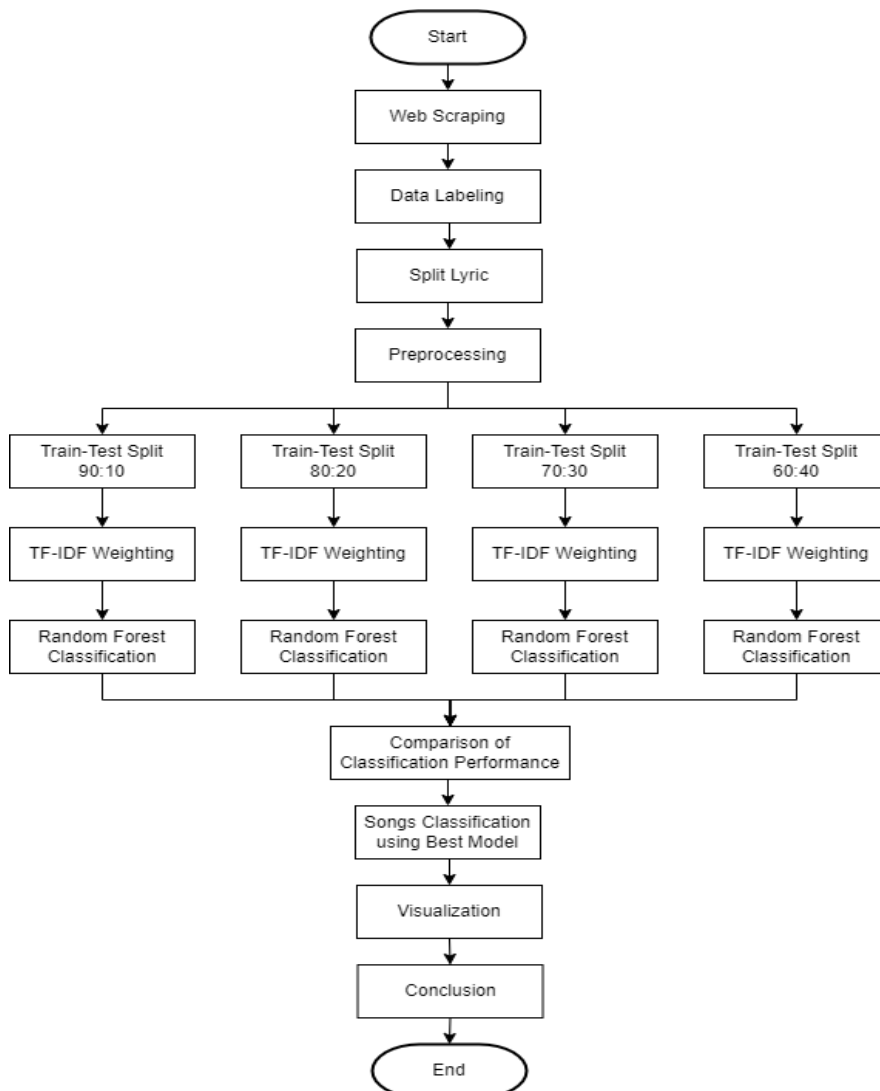 Start
Web Scraping
Data Labeling
Split Lyric
Preprocessing
Train-Test Split
90:10
Train-Test Split
80:20
Train-Test Split
70:30
Train-Test Split
60:40
TF-IDF Weighting
TF-IDF Weighting
TF-IDF Weighting
TF-IDF Weighting
Random Forest
Classification
Random Forest
Classification
Random Forest
Classification
Random Forest
Classification
Comparison of
Classification Performance
Songs Classification
using Best Model
Visualization
Conclusion
End